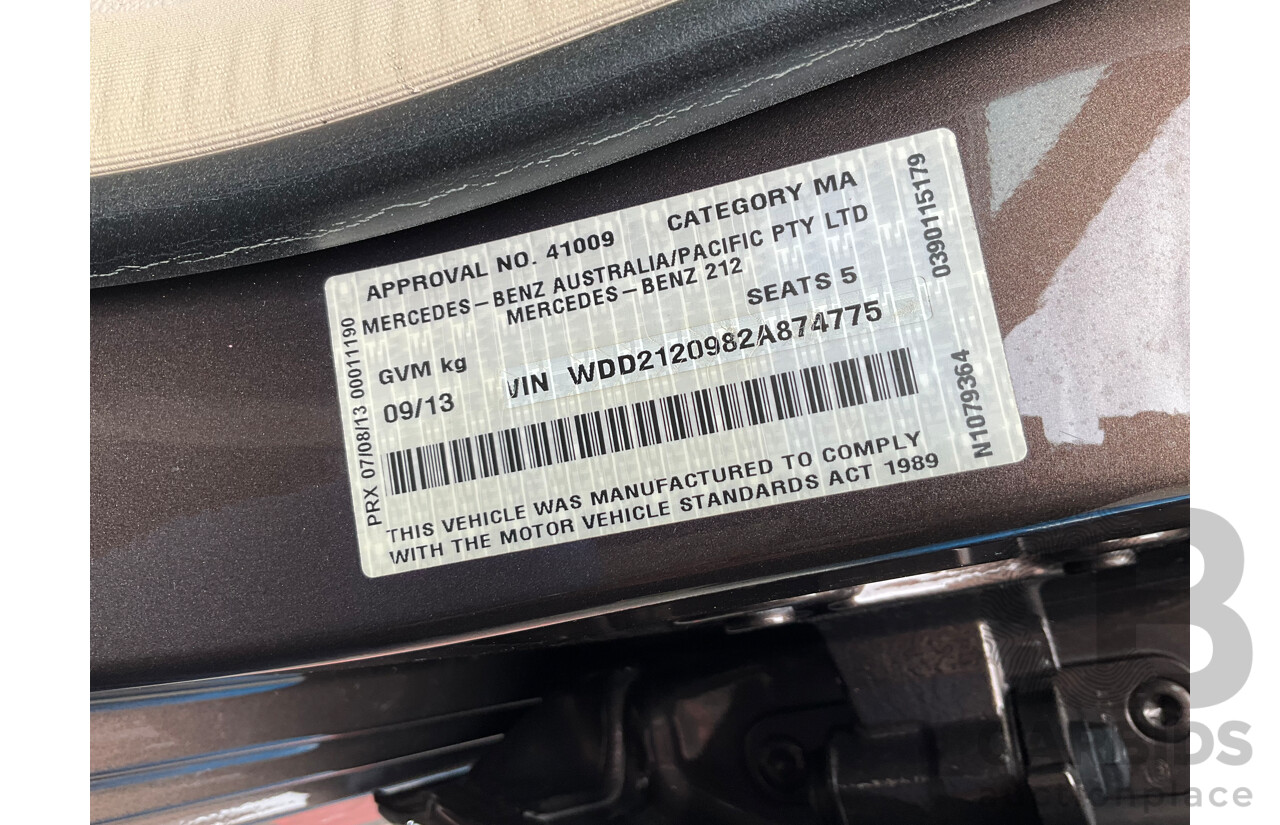 APPROVAL NO. 41009 CATEGORY MA
MERCEDES-BENZ AUSTRALIA/PACIFIC PTY LTD
MERCEDES-BENZ 212
SEATS 5
GVM kg
09/13
VIN WDD2120982A874775
THIS VEHICLE WAS MANUFACTURED TO COMPLY
WITH THE MOTOR VEHICLE STANDARDS ACT 1989
PRX 07/08/13 00011190
0390115179
N1079364